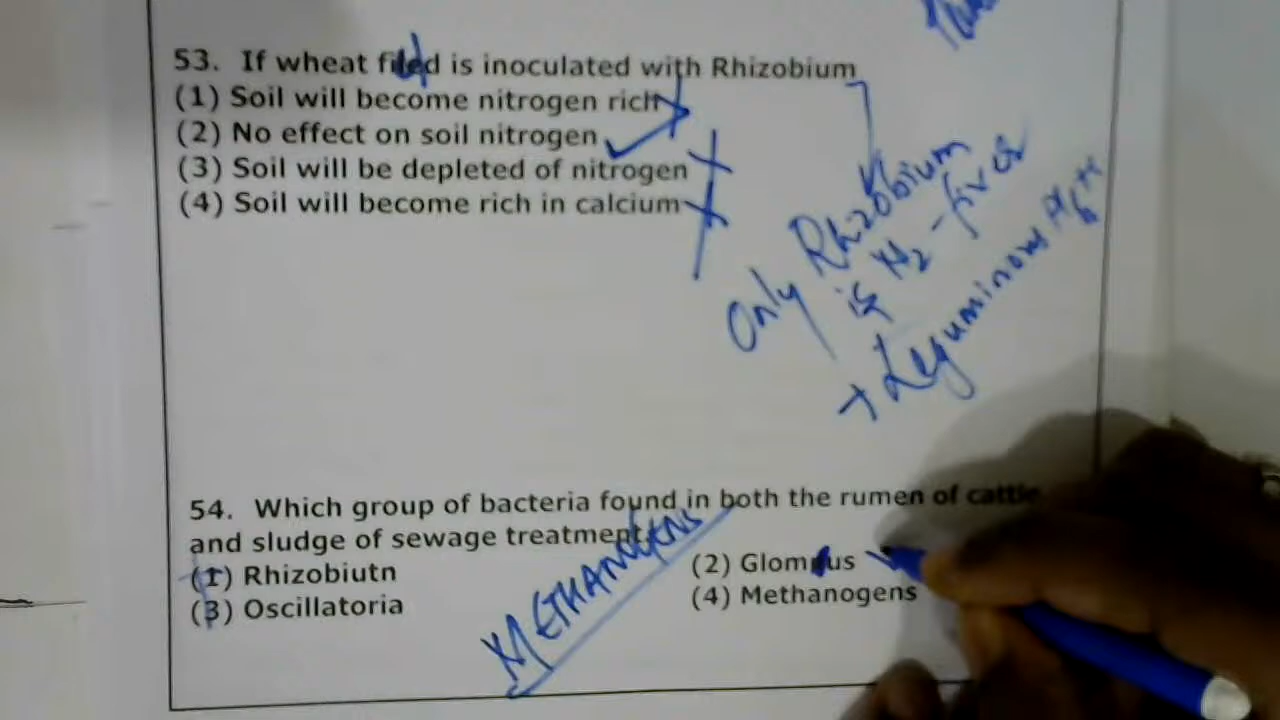 53. If wheat filed is inoculated with Rhizobium
(1) Soil will become nitrogen rich
(2) No effect on soil nitrogen
(3) Soil will be depleted of nitrogen
(4) Soil will become rich in calcium
Only Rhizobium
is N2-fixes
+ Leguminous
54. Which group of bacteria found in both the rumen of cattle
and sludge of sewage treatment.
(1) Rhizobiutn
(2) Glomus
(3) Oscillatoria
(4) Methanogens
METHANOGENS